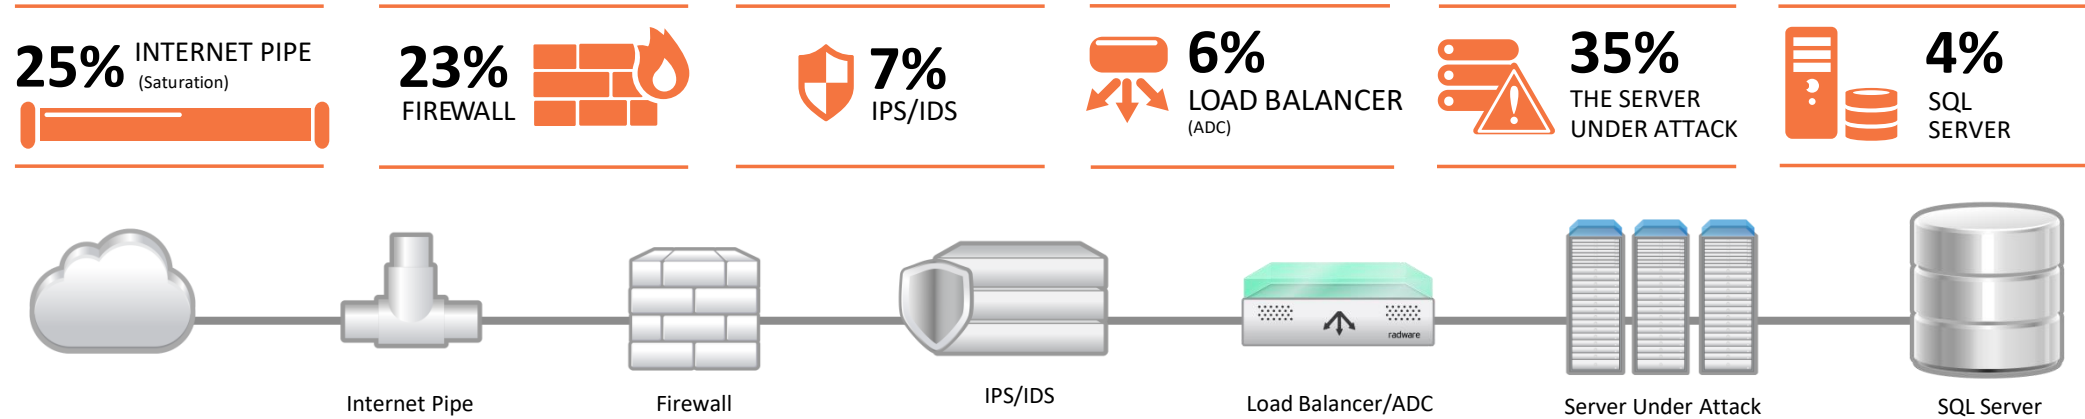 25% INTERNET PIPE
(Saturation)
23%
FIREWALL
7%
IPS/IDS
6%
LOAD BALANCER
(ADC)
35%
THE SERVER
UNDER ATTACK
4%
SQL
SERVER
radware
Internet Pipe
Firewall
IPS/IDS
Load Balancer/ADC
Server Under Attack
SQL Server